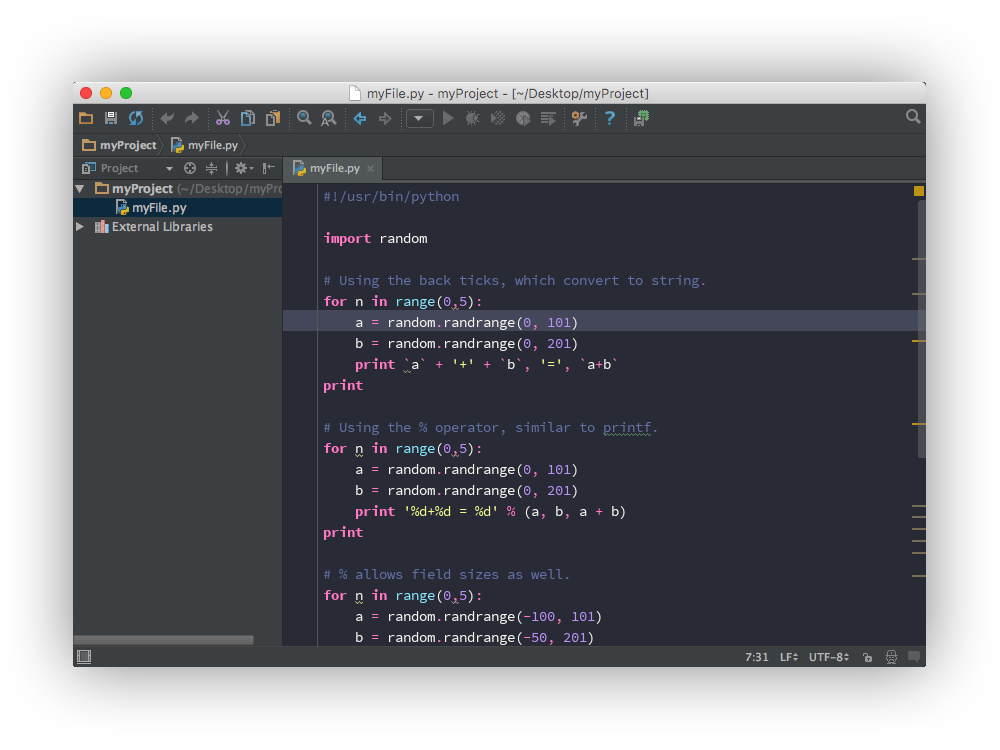 myFile.py - myProject - [~/Desktop/myProject]
myProject
myFile.py
Project
myFile.py
myProject (~/Desktop/myPro
myFile.py
External Libraries
#!/usr/bin/python
import random
# Using the back ticks, which convert to string.
for n in range(0,5):
    a = random.randrange(0, 101)
    b = random.randrange(0, 201)
    print `a` + '+' + `b`, '=', `a+b`
print
# Using the % operator, similar to printf.
for n in range(0,5):
    a = random.randrange(0, 101)
    b = random.randrange(0, 201)
    print '%d+%d = %d' % (a, b, a + b)
print
# % allows field sizes as well.
for n in range(0,5):
    a = random.randrange(-100, 101)
    b = random.randrange(-50, 201)
7:31 LF UTF-8